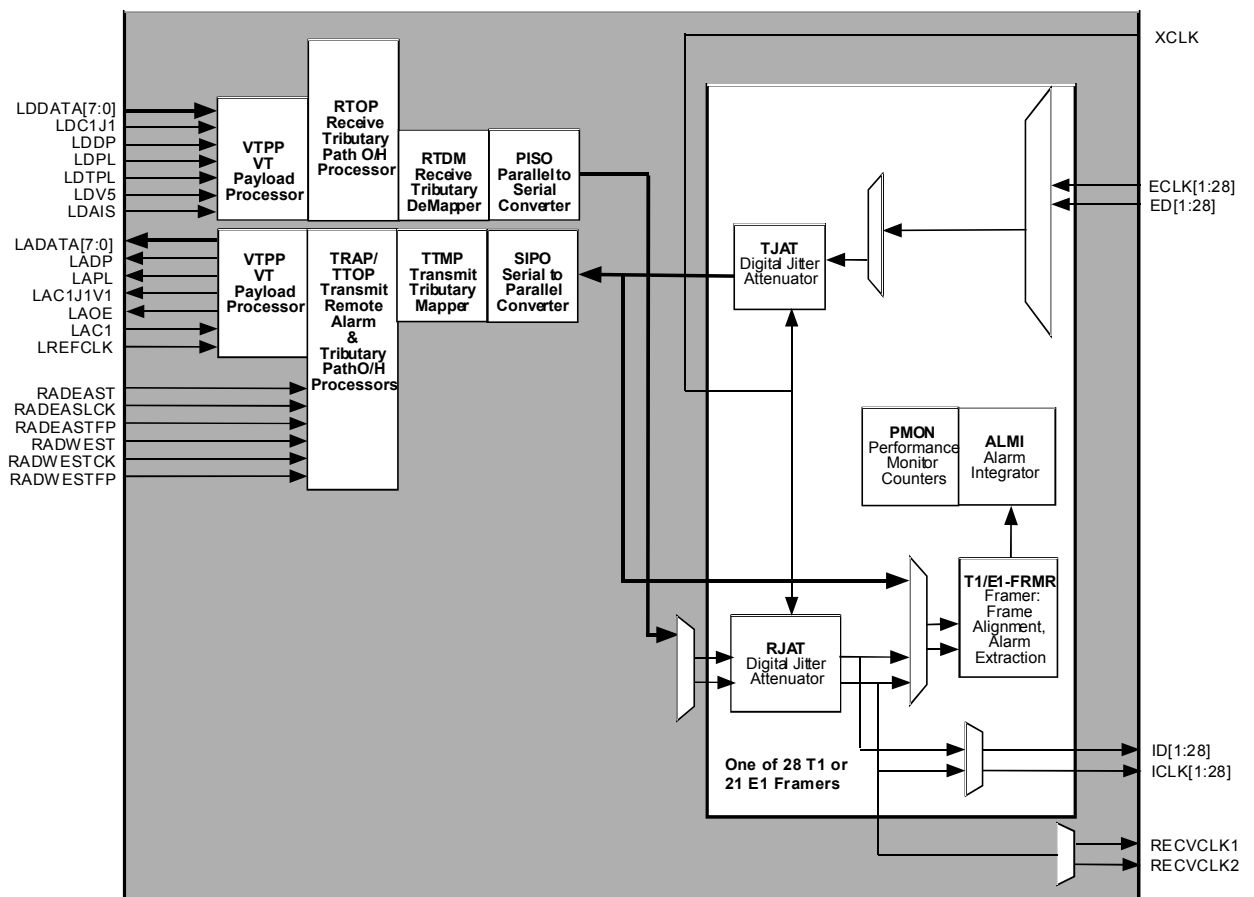 XCLK
LDDATA[7:0]
LDC1J1
LDDP
LDPL
LDTPL
LDV5
LDAIS
VTPP
VT
Payload
Processor
RTOP
Receive
Tributary
Path O/H
Processor
RTDM
Receive
Tributary
DeMapper
PISO
Parallel to
Serial
Converter
ECLK[1:28]
ED[1:28]
LADATA[7:0]
LADP
LAPL
LAC1J1V1
LAOE
LAC1
LREFCLK
VTPP
VT
Payload
Processor
TRAP/
TTOP
Transmit
Remote
Alarm
&
Tributary
PathO/H
Processors
TTMP
Transmit
Tributary
Mapper
SIPO
Serial to
Parallel
Converter
TJAT
Digital Jitter
Attenuator
RADEAST
RADEASLCK
RADEASTFP
RADWEST
RADWESTCK
RADWESTFP
PMON
Performance
Monitor
Counters
ALMI
Alarm
Integrator
T1/E1-FRMR
Framer:
Frame
Alignment,
Alarm
Extraction
RJAT
Digital Jitter
Attenuator
One of 28 T1 or
21 E1 Framers
ID[1:28]
ICLK[1:28]
RECVCLK1
RECVCLK2